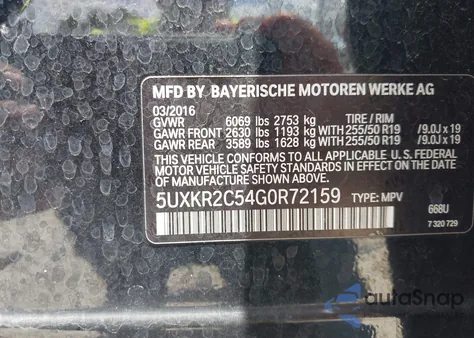 MFD BY BAYERISCHE MOTOREN WERKE AG
03/2016
GVWR 6069 lbs 2753 kg TIRE / RIM
GAWR FRONT 2630 lbs 1193 kg WITH 255/50 R19 /9.0J x 19
GAWR REAR 3589 lbs 1628 kg WITH 255/50 R19 /9.0J x 19
THIS VEHICLE CONFORMS TO ALL APPLICABLE U.S. FEDERAL
MOTOR VEHICLE SAFETY STANDARDS IN EFFECT ON THE DATE OF
MANUFACTURE SHOWN ABOVE.
5UXKR2C54G0R72159 TYPE: MPV
668U
7 320 729
autoSnap